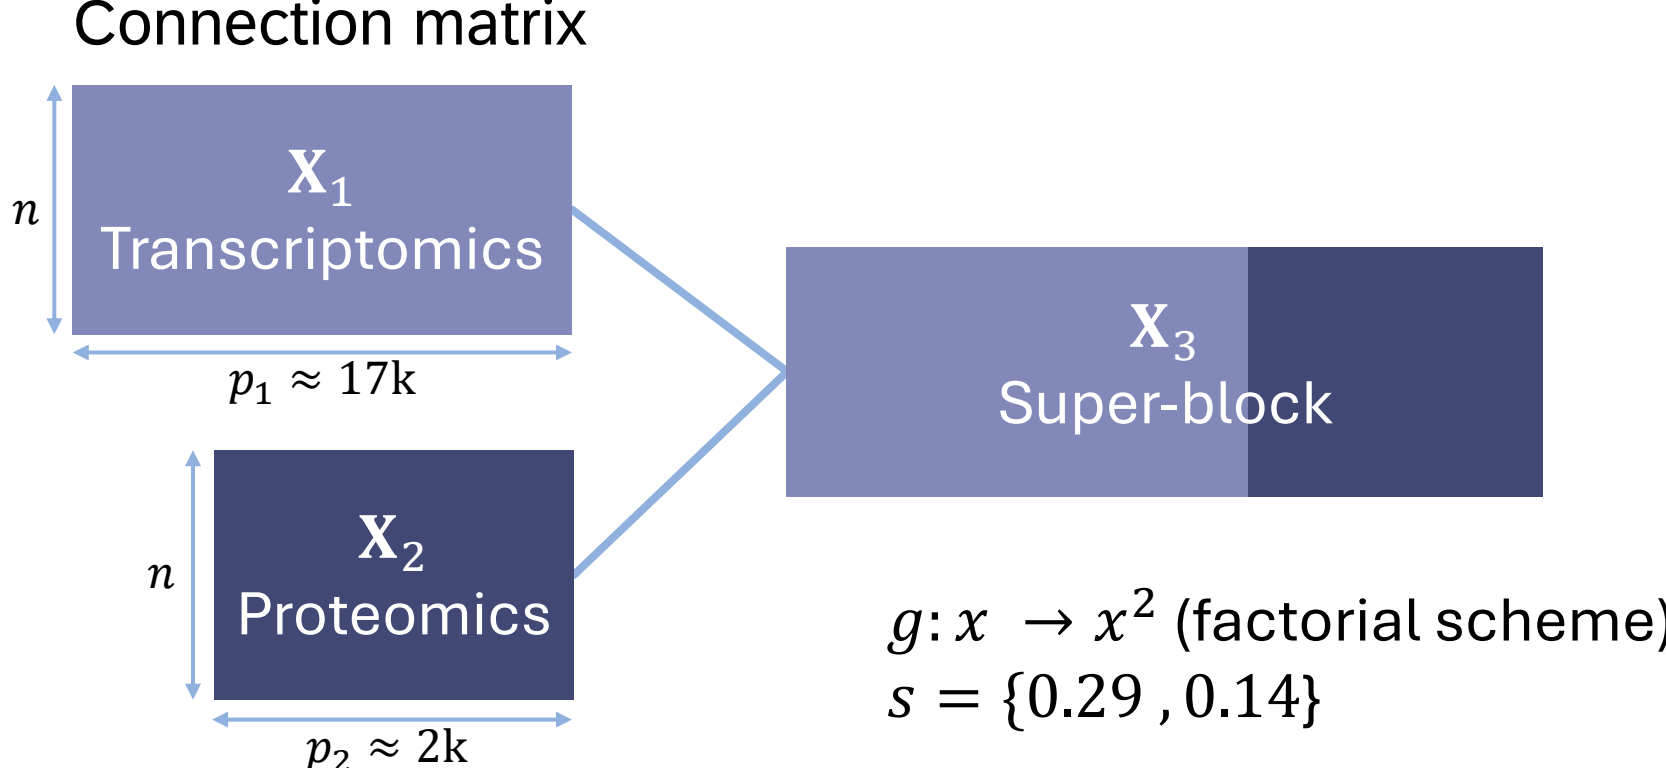 Connection matrix
n
X₁
Transcriptomics
p₁ ≈ 17k
n
X₂
Proteomics
p₂ ≈ 2k
X₃
Super-block
g: x → x² (factorial scheme)
s = {0.29 , 0.14}